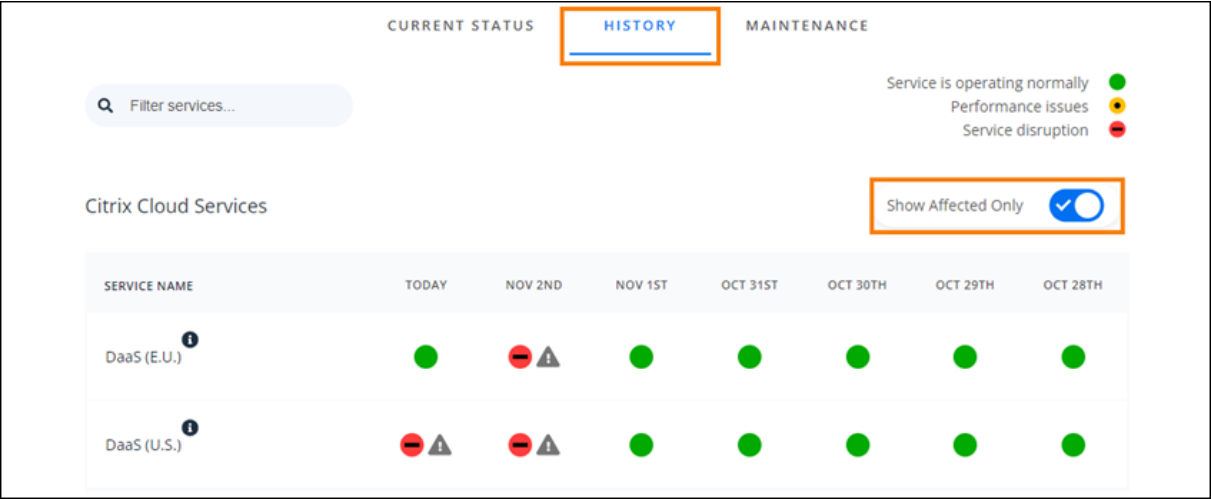 CURRENT STATUS HISTORY MAINTENANCE
Filter services...
Service is operating normally
Performance issues
Service disruption
Citrix Cloud Services
Show Affected Only
SERVICE NAME TODAY NOV 2ND NOV 1ST OCT 31ST OCT 30TH OCT 29TH OCT 28TH
DaaS (E.U.)
DaaS (U.S.)